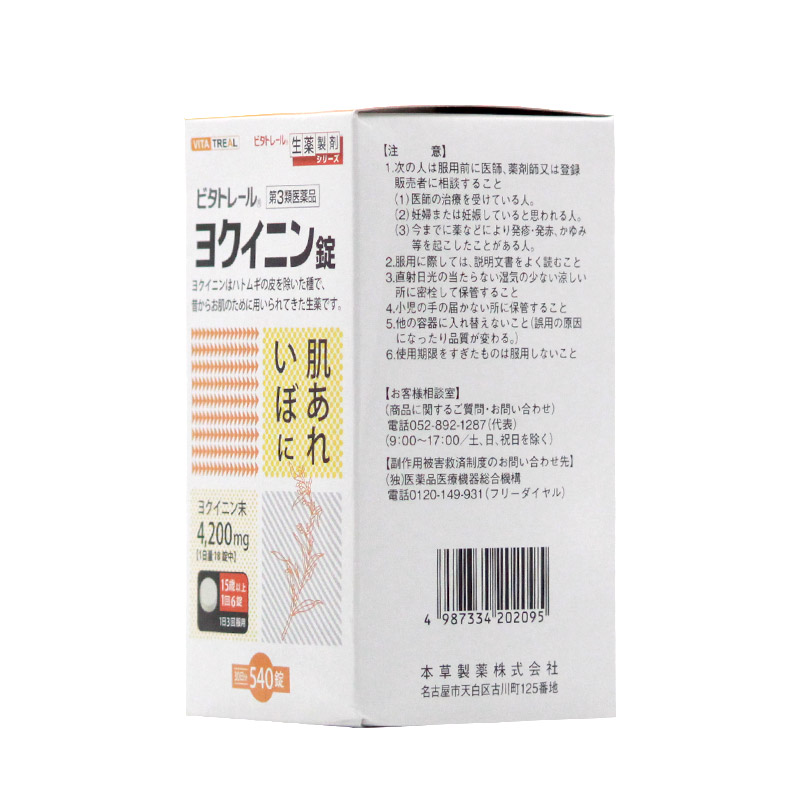 VITA TREAL
ビタトレール® 生薬製剤
シリーズ
ビタトレール® 第3類医薬品
ヨクイニン錠
ヨクイニンはハトムギの皮を除いた種で、
昔からお肌のために用いられてきた生薬です。
肌あれ
いぼに
ヨクイニン末
4,200mg
[1日量18錠中]
15歳以上
1回6錠
1日3回服用
30日分 540錠
【注　意】
1.次の人は服用前に医師、薬剤師又は登録
販売者に相談すること
(1)医師の治療を受けている人。
(2)妊婦または妊娠していると思われる人。
(3)今までに薬などにより発疹・発赤、かゆみ
等を起こしたことがある人。
2.服用に際しては、説明文書をよく読むこと
3.直射日光の当たらない湿気の少ない涼しい
所に密栓して保管すること
4.小児の手の届かない所に保管すること
5.他の容器に入れ替えないこと(誤用の原因
になったり品質が変わる。)
6.使用期限をすぎたものは服用しないこと
【お客様相談室】
(商品に関するご質問・お問い合わせ)
電話052-892-1287(代表)
(9:00〜17:00/土、日、祝日を除く)
【副作用被害救済制度のお問い合わせ先】
(独)医薬品医療機器総合機構
電話0120-149-931(フリーダイヤル)
4 987334 202095
本草製薬株式会社
名古屋市天白区古川町125番地